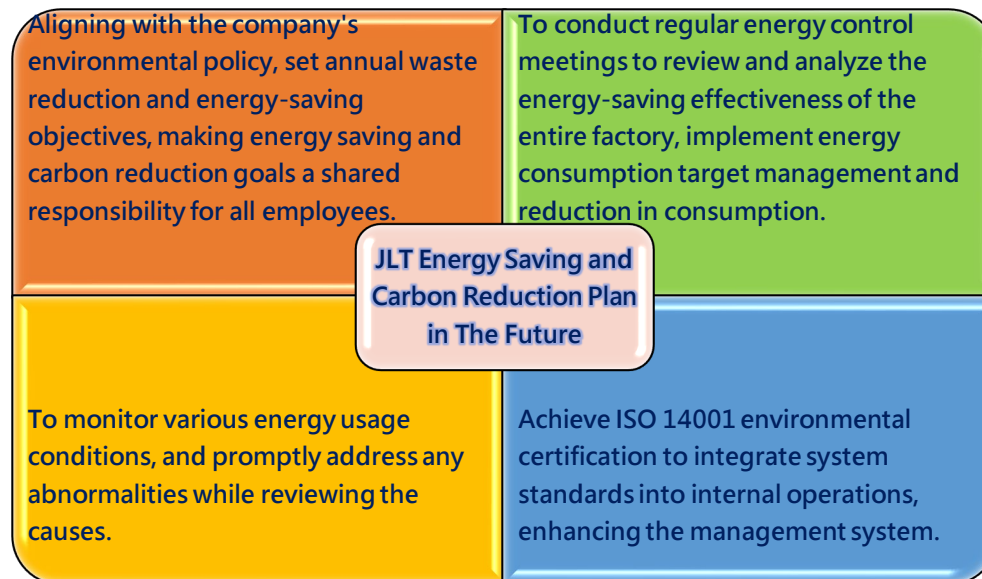 Aligning with the company's
environmental policy, set annual waste
reduction and energy-saving
objectives, making energy saving and
carbon reduction goals a shared
responsibility for all employees.
To conduct regular energy control
meetings to review and analyze the
energy-saving effectiveness of the
entire factory, implement energy
consumption target management and
reduction in consumption.
JLT Energy Saving and
Carbon Reduction Plan
in The Future
To monitor various energy usage
conditions, and promptly address any
abnormalities while reviewing the
causes.
Achieve ISO 14001 environmental
certification to integrate system
standards into internal operations,
enhancing the management system.